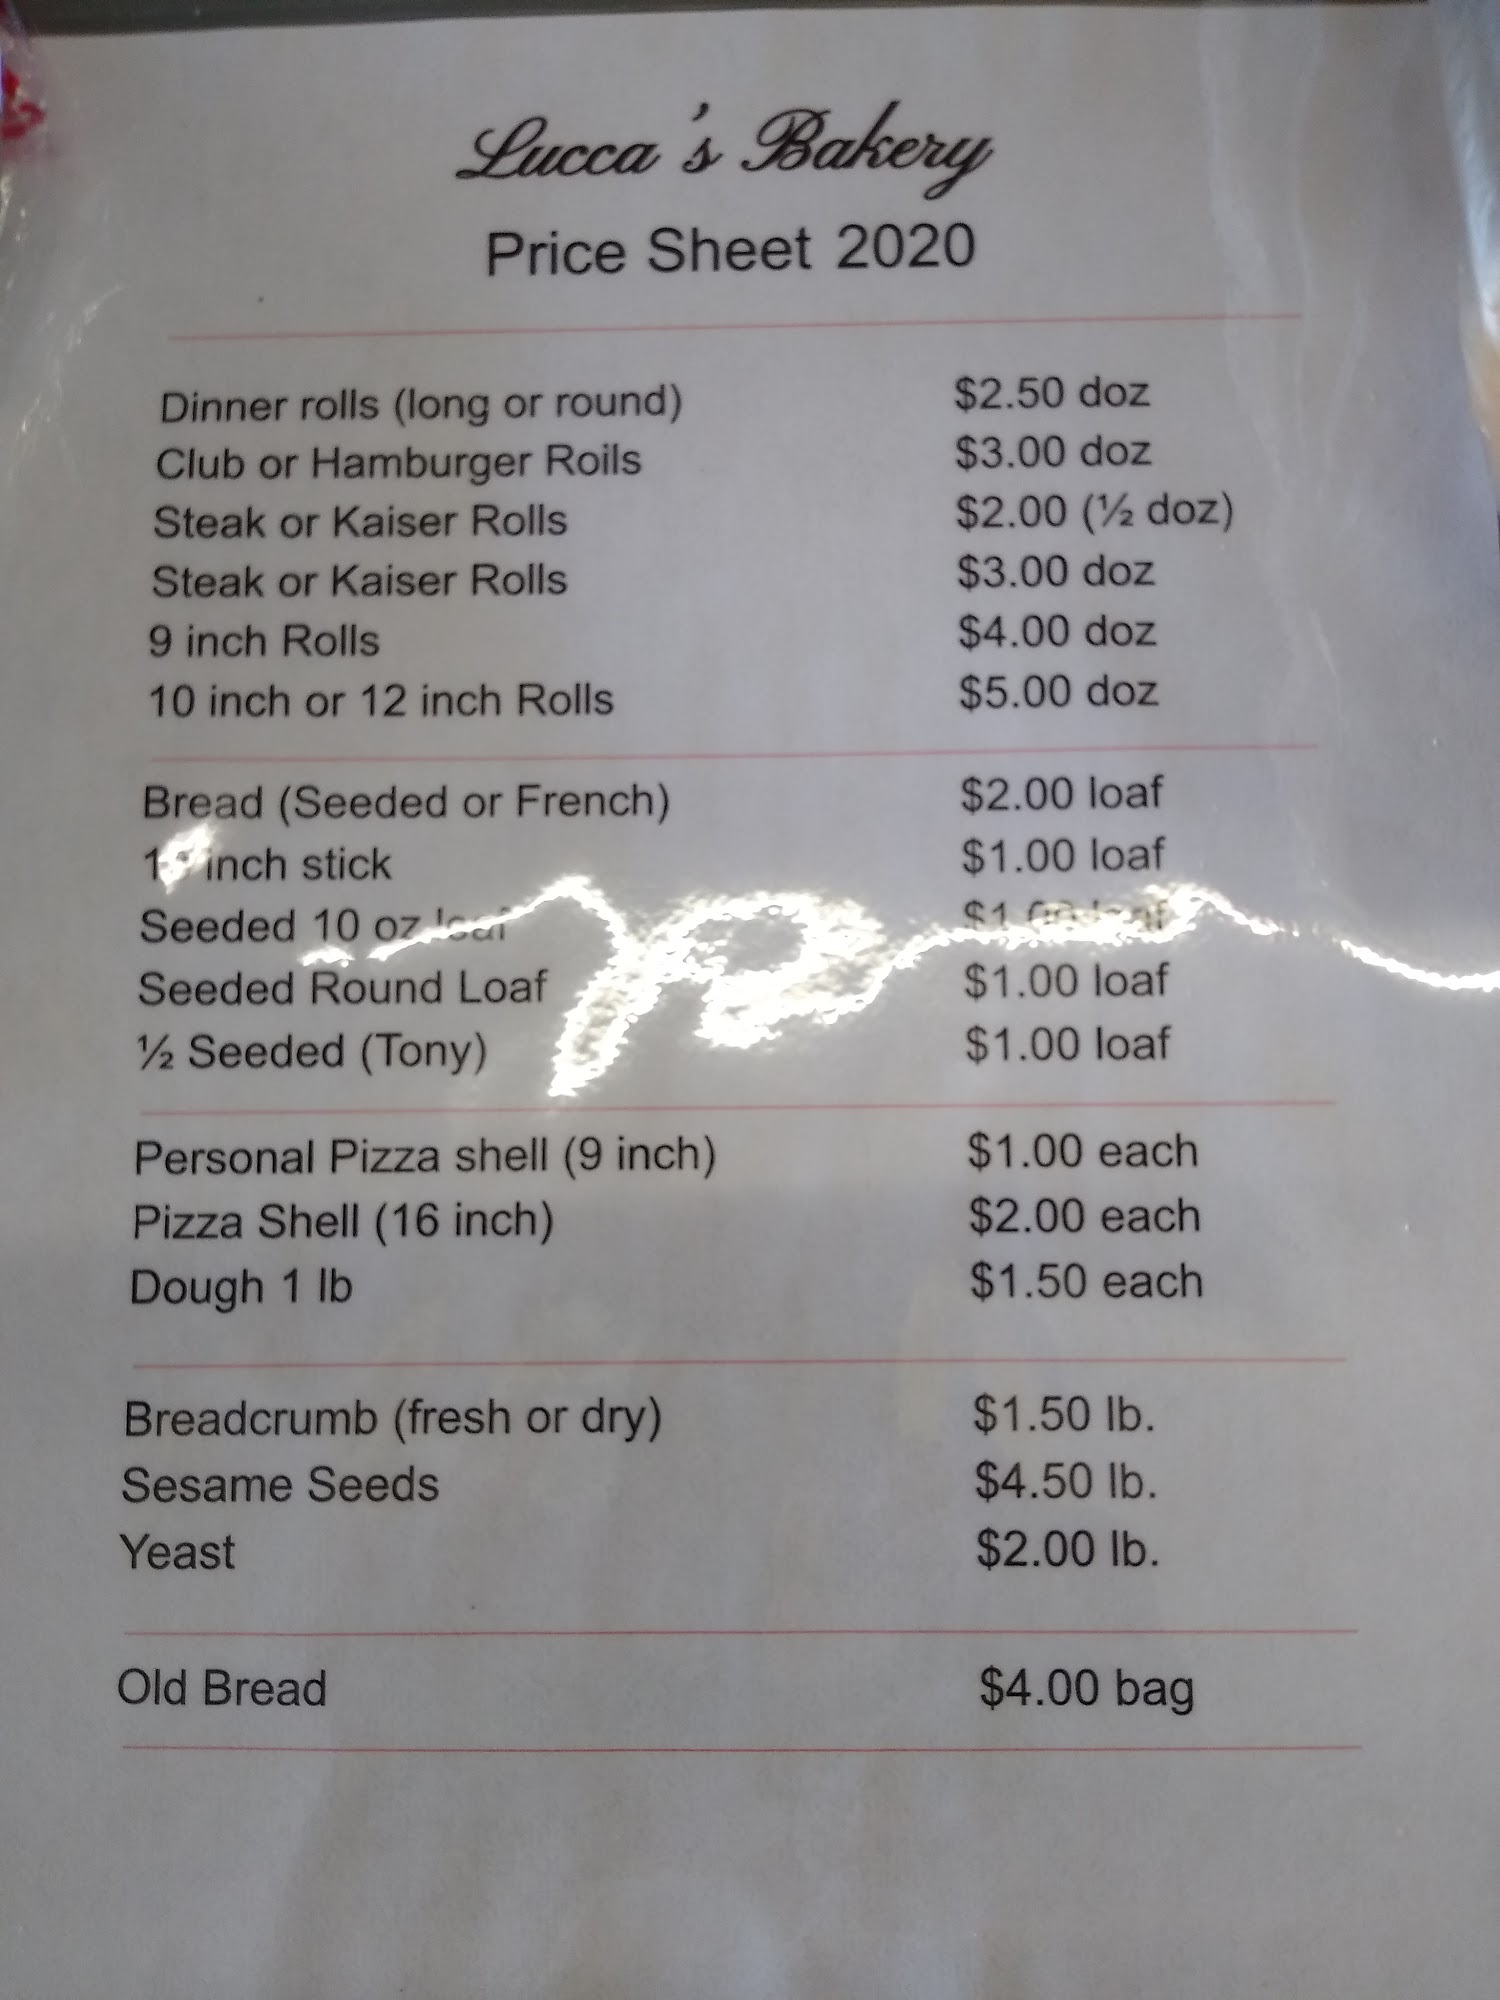 Lucca's Bakery
Price Sheet 2020
Dinner rolls (long or round) $2.50 doz
Club or Hamburger Roils $3.00 doz
Steak or Kaiser Rolls $2.00 (½ doz)
Steak or Kaiser Rolls $3.00 doz
9 inch Rolls $4.00 doz
10 inch or 12 inch Rolls $5.00 doz
Bread (Seeded or French) $2.00 loaf
inch stick $1.00 loaf
Seeded 10 oz loaf $1.00 loaf
Seeded Round Loaf $1.00 loaf
½ Seeded (Tony) $1.00 loaf
Personal Pizza shell (9 inch) $1.00 each
Pizza Shell (16 inch) $2.00 each
Dough 1 lb $1.50 each
Breadcrumb (fresh or dry) $1.50 lb.
Sesame Seeds $4.50 lb.
Yeast $2.00 lb.
Old Bread $4.00 bag